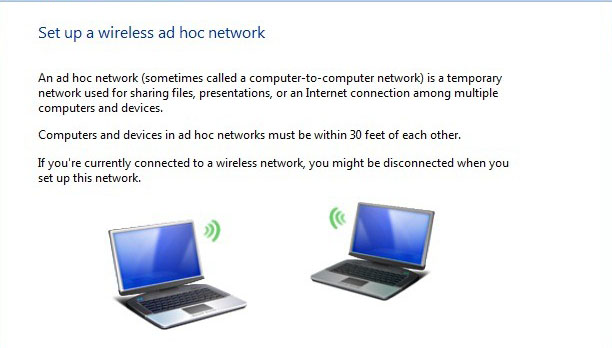 Set up a wireless ad hoc network
An ad hoc network (sometimes called a computer-to-computer network) is a temporary
network used for sharing files, presentations, or an Internet connection among multiple
computers and devices.
Computers and devices in ad hoc networks must be within 30 feet of each other.
If you're currently connected to a wireless network, you might be disconnected when you
set up this network.